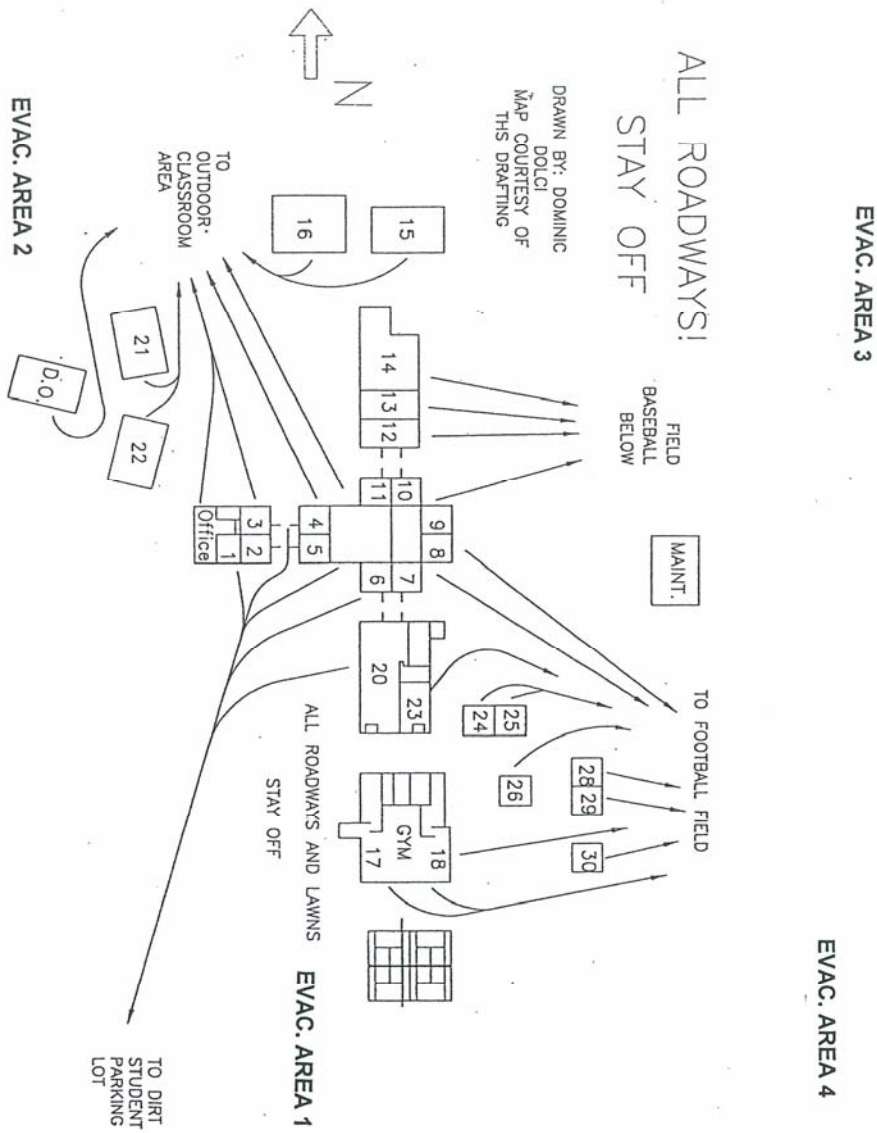 EVAC. AREA 3
EVAC. AREA 4
ALL ROADWAYS!
STAY OFF
FIELD
BASEBALL
BELOW
MAINT.
TO FOOTBALL FIELD
DRAWN BY: DOMINIC
DOLCI
MAP COURTESY OF
THS DRAFTING
28
29
30
25
24
26
15
16
14
13
12
10
11
9
8
7
6
4
5
23
20
18
GYM
17
3
2
1
Office
N
ALL ROADWAYS AND LAWNS
STAY OFF
EVAC. AREA 1
TO
OUTDOOR
CLASSROOM
AREA
21
22
D.O.
EVAC. AREA 2
TO DIRT
STUDENT
PARKING
LOT